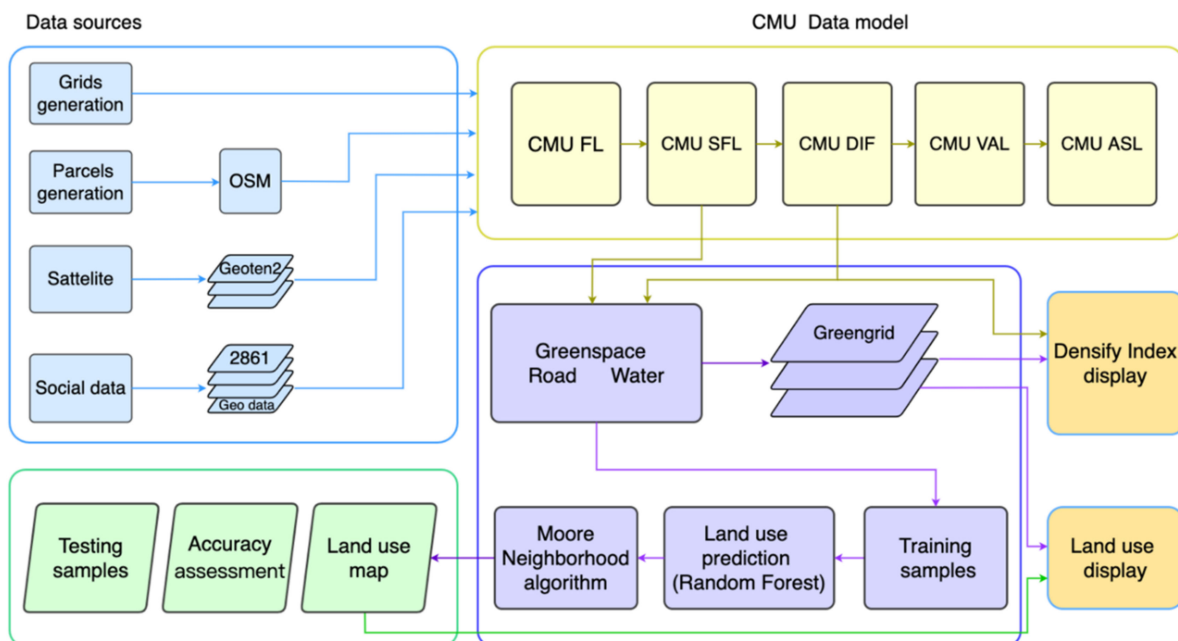 Data sources
CMU Data model
Grids
generation
Parcels
generation
OSM
Sattelite
Geoten2
Social data
2861
Geo data
CMU FL
CMU SFL
CMU DIF
CMU VAL
CMU ASL
Greenspace
Road Water
Greengrid
Densify Index
display
Testing
samples
Accuracy
assessment
Land use
map
Moore
Neighborhood
algorithm
Land use
prediction
(Random Forest)
Training
samples
Land use
display